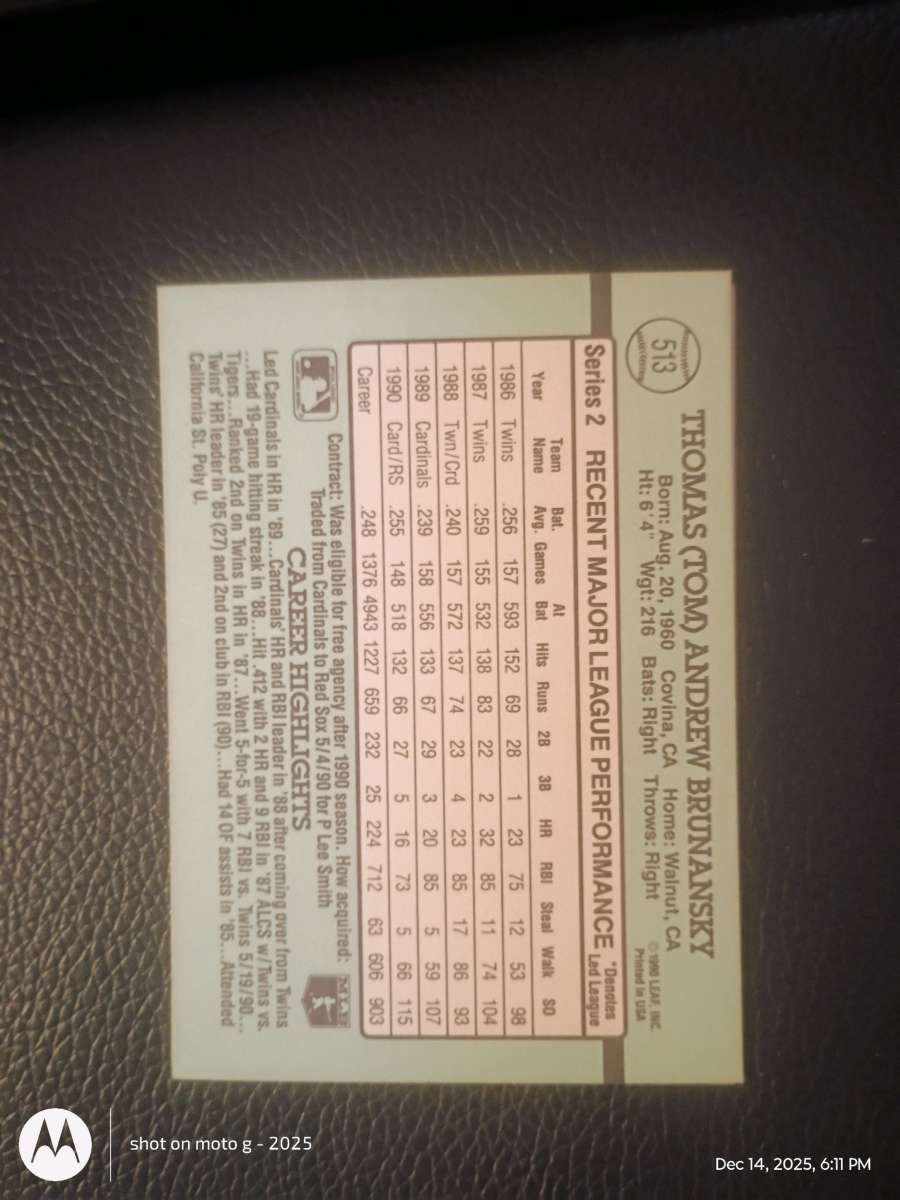 513
THOMAS (TOM) ANDREW BRUNANSKY
Born: Aug. 20, 1960 Covina, CA Home: Walnut, CA
Ht: 6'4" Wgt: 216 Bats: Right Throws: Right
© 1990 LEAF, INC.
Printed in USA
Series 2 RECENT MAJOR LEAGUE PERFORMANCE *Denotes Led League
Year Team Name Bat. Avg. Games At Bat Hits Runs 2B 3B HR RBI Steal Walk SO
1986 Twins .256 157 593 152 69 28 1 23 75 12 53 98
1987 Twins .259 155 532 138 83 22 2 32 85 11 74 104
1988 Twn/Crd .240 157 572 137 74 23 4 23 85 17 86 93
1989 Cardinals .239 158 556 133 67 29 3 20 85 5 59 107
1990 Card/RS .255 148 518 132 66 27 5 16 73 5 66 115
Career .248 1376 4943 1227 659 232 25 224 712 63 606 903
Contract: Was eligible for free agency after 1990 season. How acquired:
Traded from Cardinals to Red Sox 5/4/90 for P Lee Smith
MLB
CAREER HIGHLIGHTS
Led Cardinals in HR in '89...Cardinals' HR and RBI leader in '88 after coming over from Twins
...Had 19-game hitting streak in '88...Hit .412 with 2 HR and 9 RBI in '87 ALCS w/Twins vs.
Tigers...Ranked 2nd on Twins in HR in '87...Went 5-for-5 with 7 RBI vs. Twins 5/19/90...
Twins' HR leader in '85 (27) and 2nd on club in RBI (90)...Had 14 OF assists in '85...Attended
California St. Poly U.
shot on moto g - 2025
Dec 14, 2025, 6:11 PM